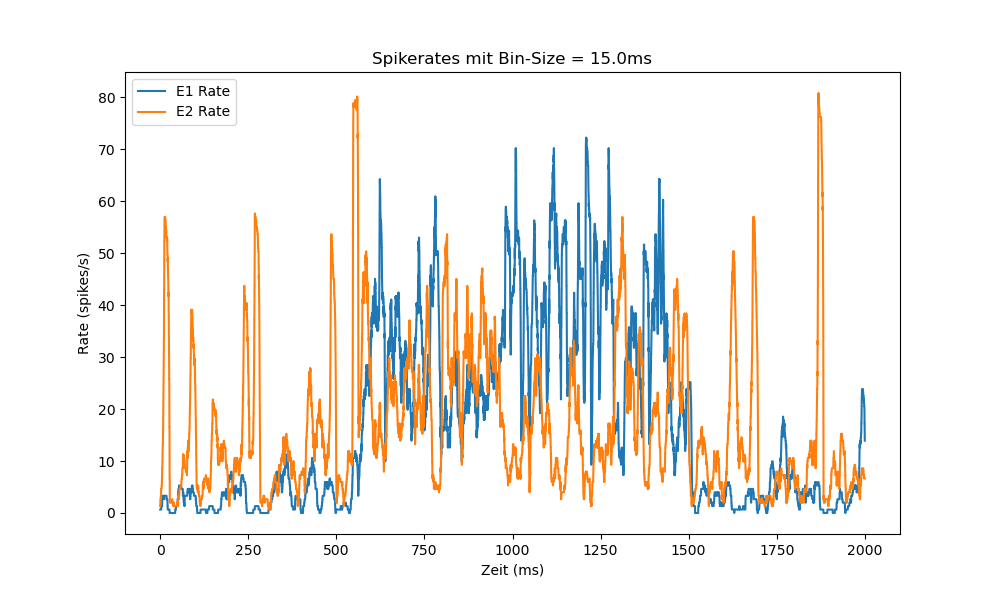 Spikerates mit Bin-Size = 15.0ms
E1 Rate
E2 Rate
80
70
60
50
40
30
20
10
0
Rate (spikes/s)
0 250 500 750 1000 1250 1500 1750 2000
Zeit (ms)